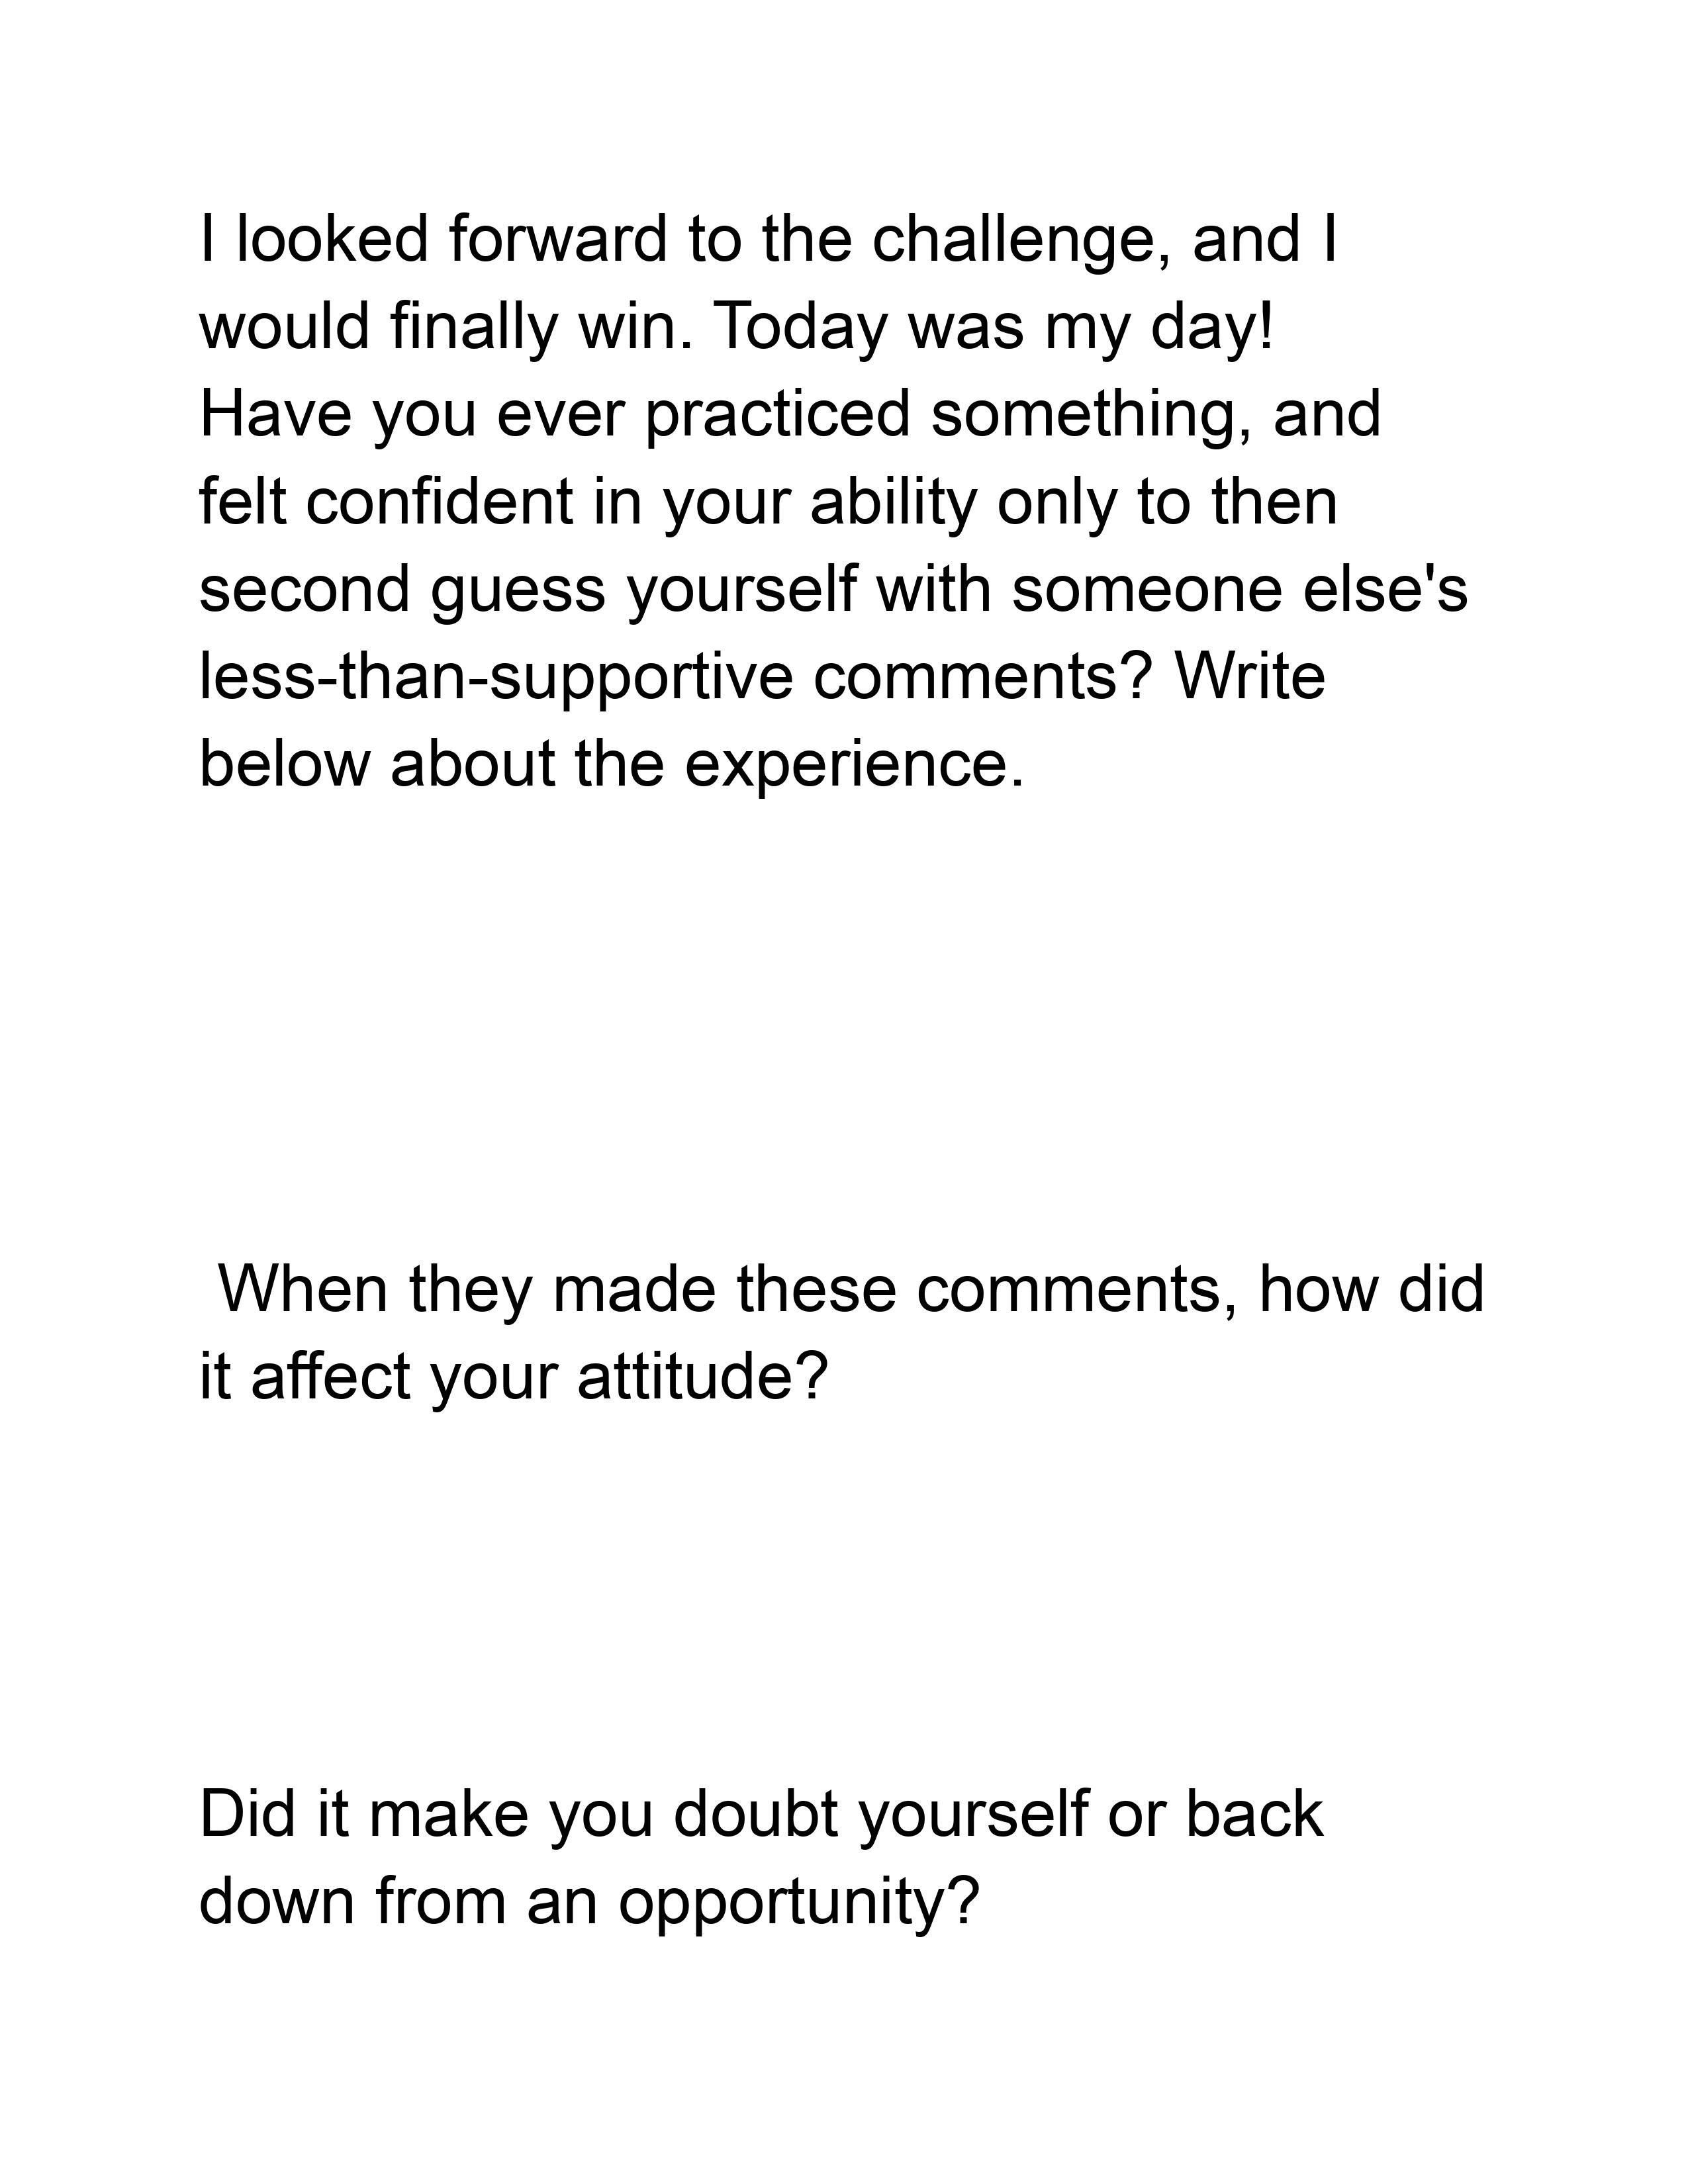 I looked forward to the challenge, and I
would finally win. Today was my day!
Have you ever practiced something, and
felt confident in your ability only to then
second guess yourself with someone else's
less-than-supportive comments? Write
below about the experience.
When they made these comments, how did
it affect your attitude?
Did it make you doubt yourself or back
down from an opportunity?